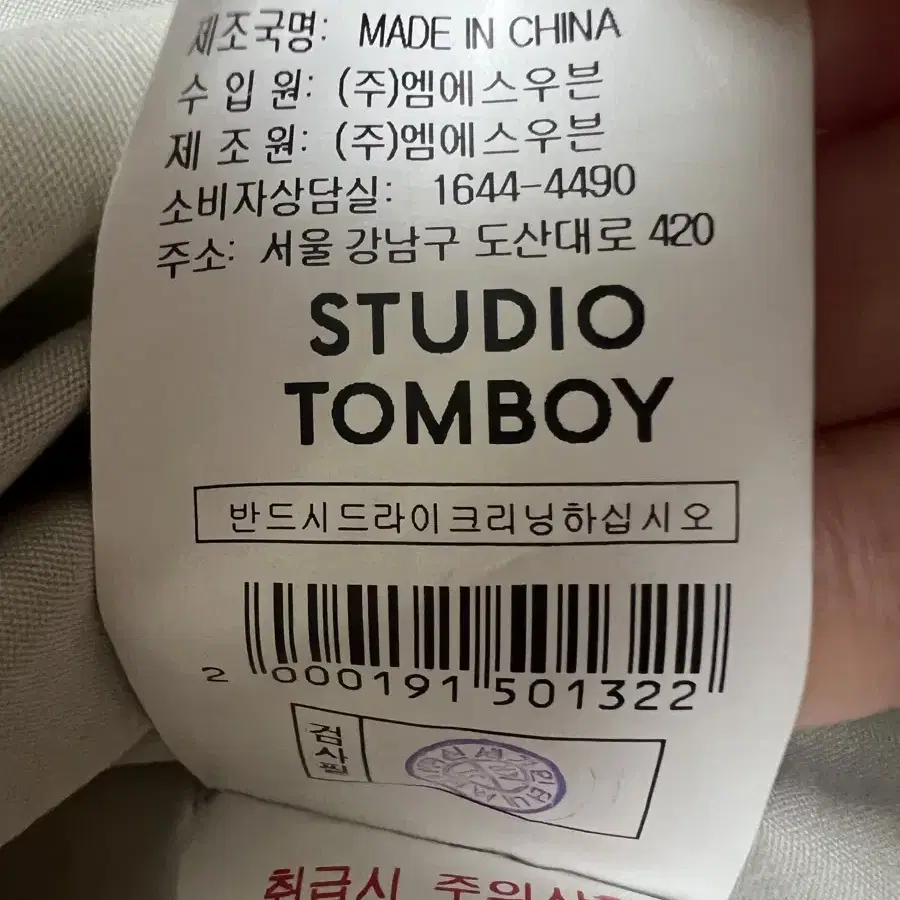 제조국명: MADE IN CHINA
수 입 원: (주)엠에스우븐
제 조 원: (주)엠에스우븐
소비자상담실: 1644-4490
주소: 서울 강남구 도산대로 420
STUDIO
TOMBOY
반드시드라이크리닝하십시오
2 000191 501322
검사필
취급시 주의사항